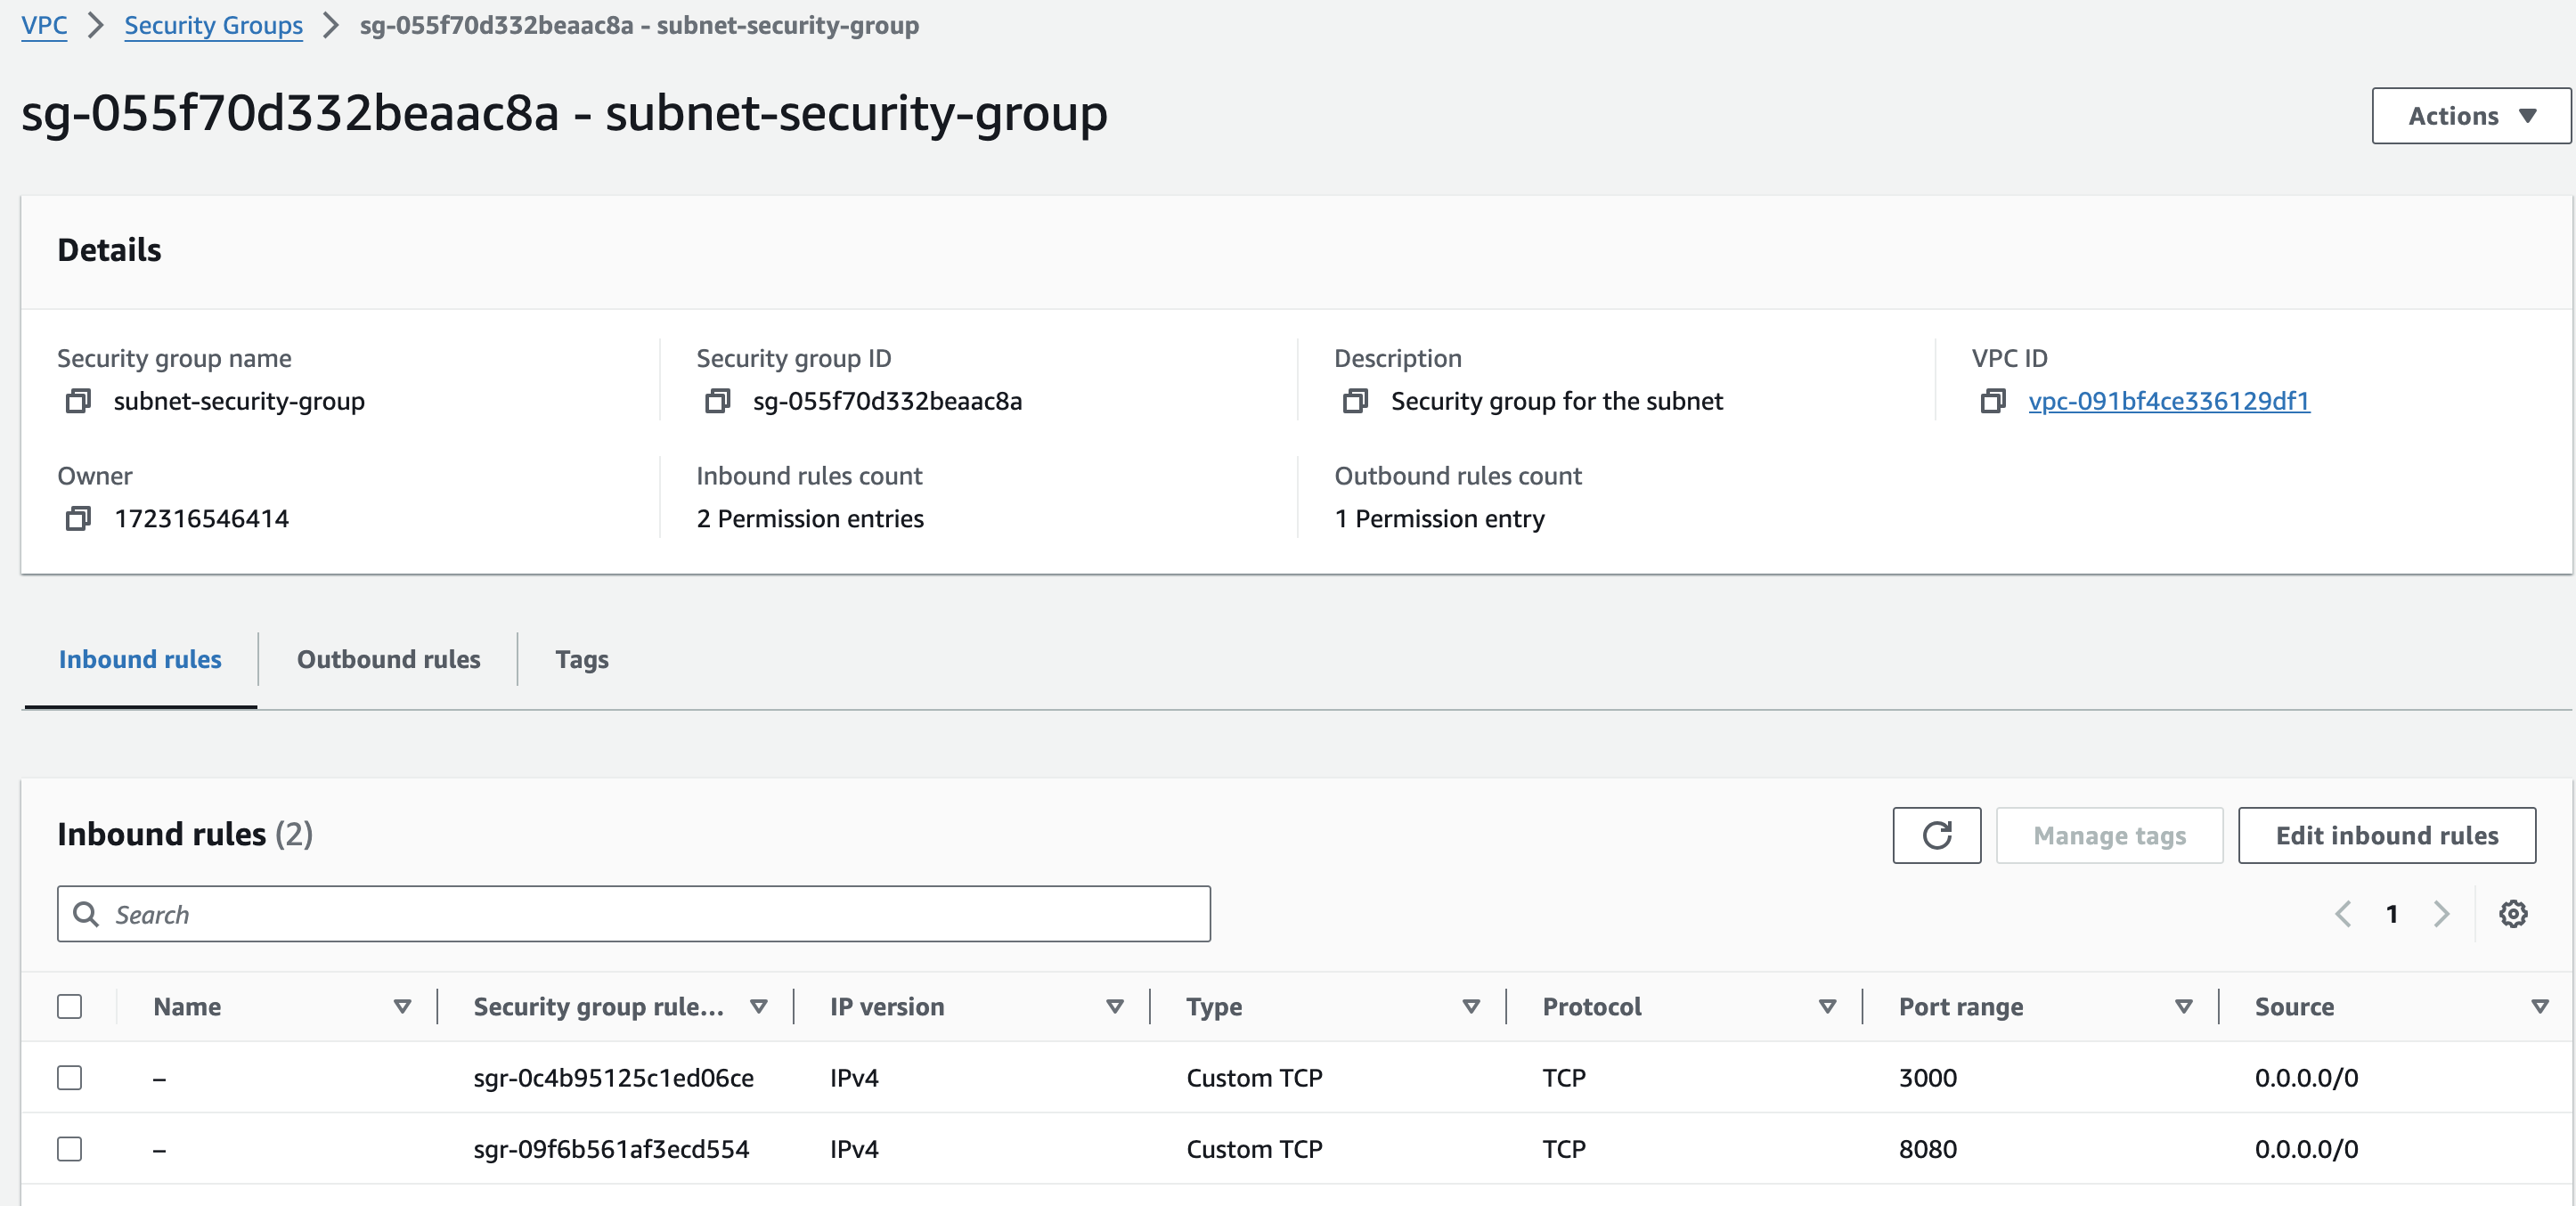 VPC > Security Groups > sg-055f70d332beaac8a - subnet-security-group
sg-055f70d332beaac8a - subnet-security-group
Actions
Details
Security group name
subnet-security-group
Security group ID
sg-055f70d332beaac8a
Description
Security group for the subnet
VPC ID
vpc-091bf4ce336129df1
Owner
172316546414
Inbound rules count
2 Permission entries
Outbound rules count
1 Permission entry
Inbound rules Outbound rules Tags
Inbound rules (2)
Manage tags
Edit inbound rules
Search
1
Name Security group rule... IP version Type Protocol Port range Source
– sgr-0c4b95125c1ed06ce IPv4 Custom TCP TCP 3000 0.0.0.0/0
– sgr-09f6b561af3ecd554 IPv4 Custom TCP TCP 8080 0.0.0.0/0